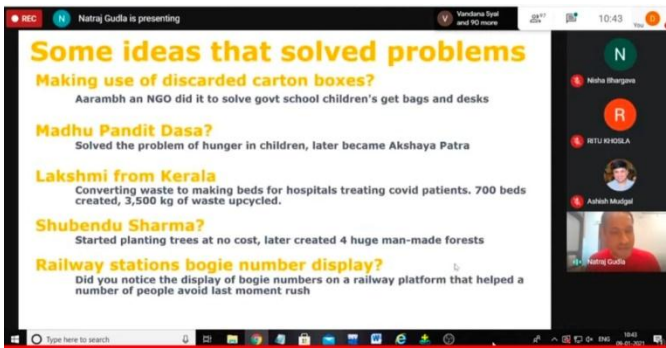 REC
N
Natraj Gudla is presenting
V
Vandana Syal
and 90 more
10:43
You
D
Some ideas that solved problems
Making use of discarded carton boxes?
Aarambh an NGO did it to solve govt school children's get bags and desks
Madhu Pandit Dasa?
Solved the problem of hunger in children, later became Akshaya Patra
Lakshmi from Kerala
Converting waste to making beds for hospitals treating covid patients. 700 beds
created, 3,500 kg of waste upcycled.
Shubendu Sharma?
Started planting trees at no cost, later created 4 huge man-made forests
Railway stations bogie number display?
Did you notice the display of bogie numbers on a railway platform that helped a
number of people avoid last moment rush
N
Nisha Bhargava
R
RITU KHOSLA
Ashish Mudgal
Natraj Gudla
Type here to search
ENG
10:43
06-01-2021